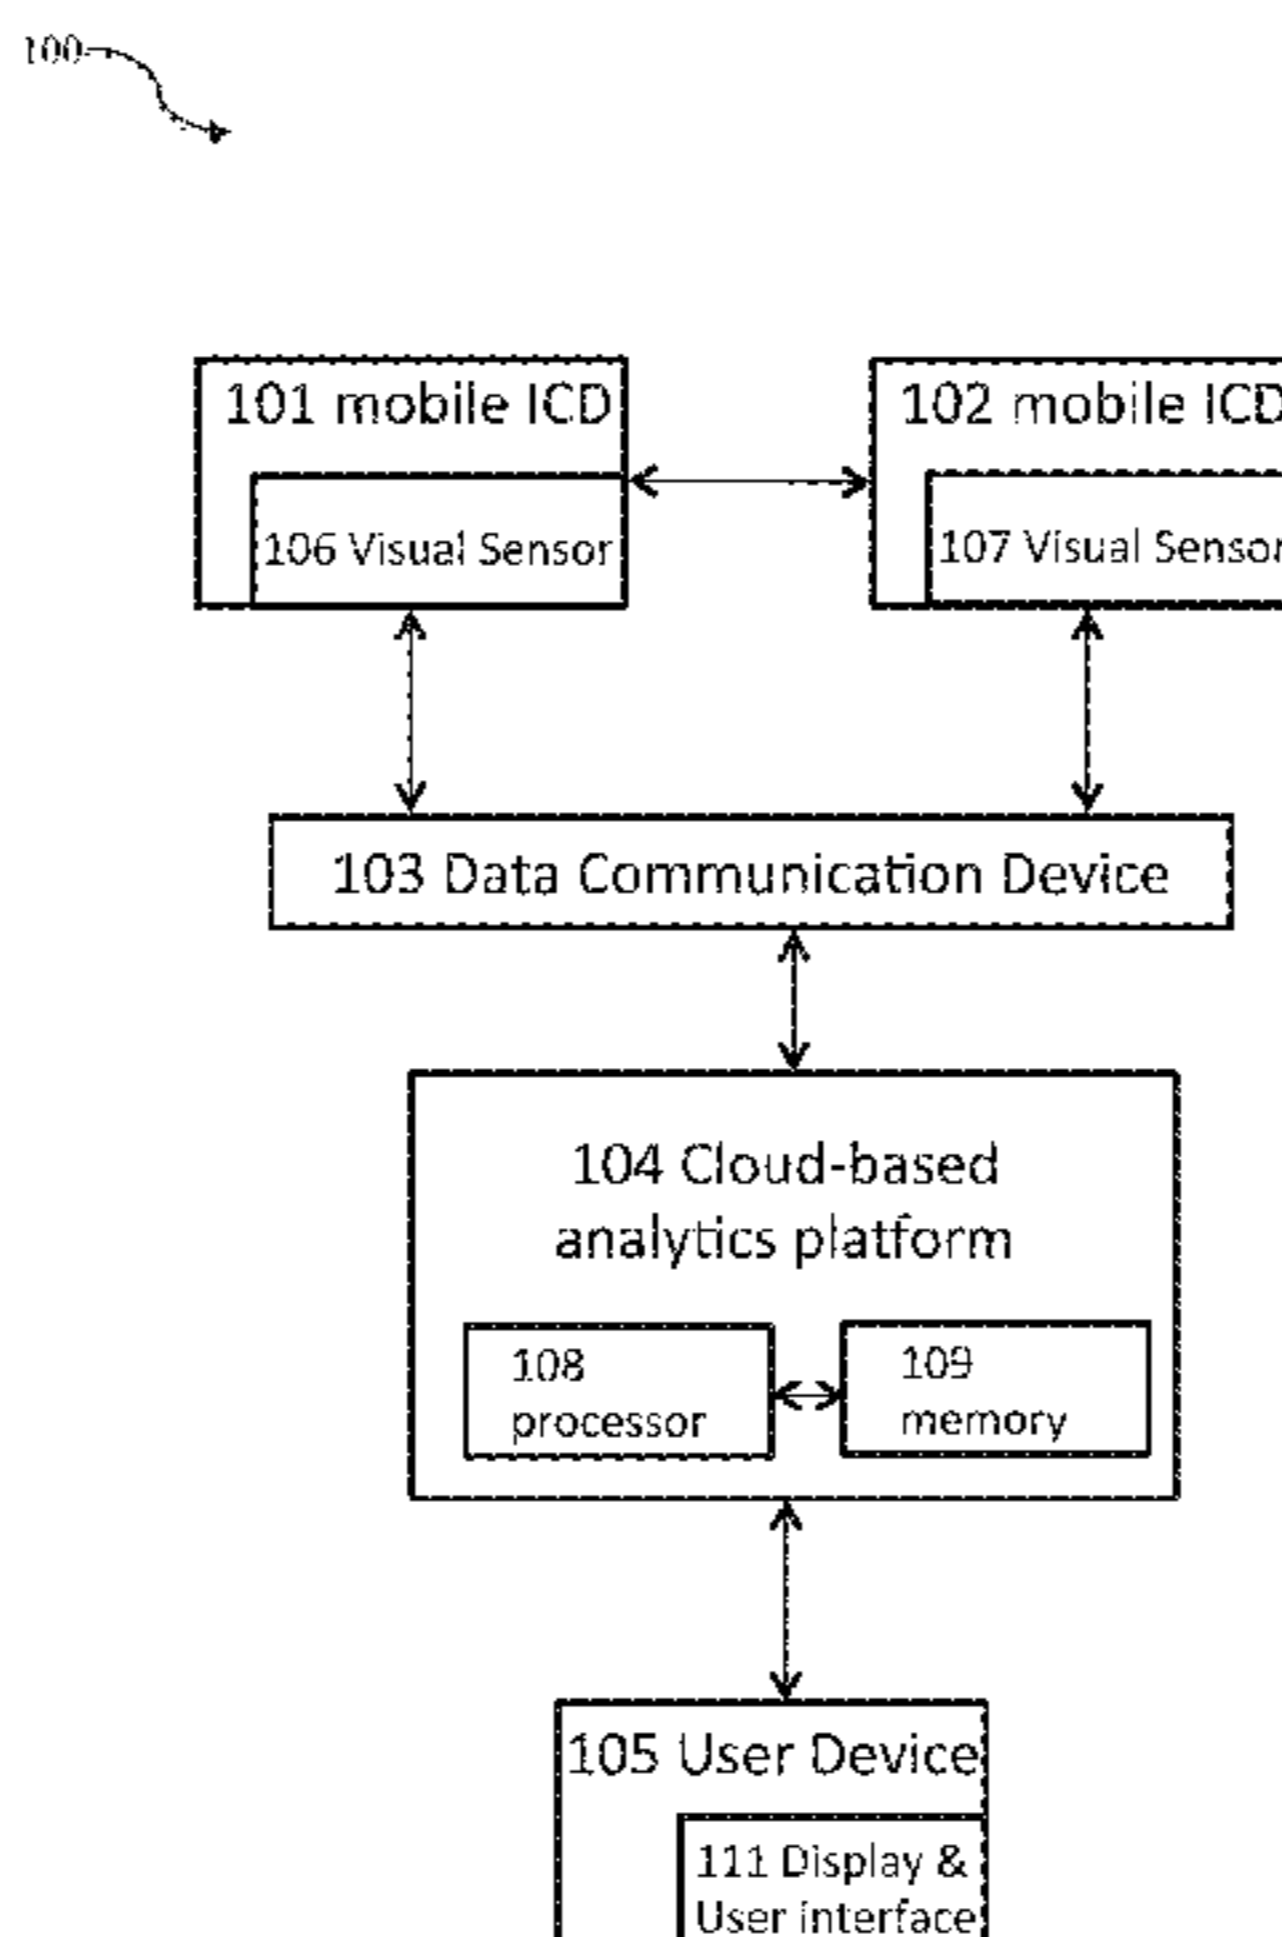 100
101 mobile ICD
102 mobile ICD
106 Visual Sensor
107 Visual Sensor
103 Data Communication Device
104 Cloud-based
analytics platform
108
processor
109
memory
105 User Device
111 Display &
User interface